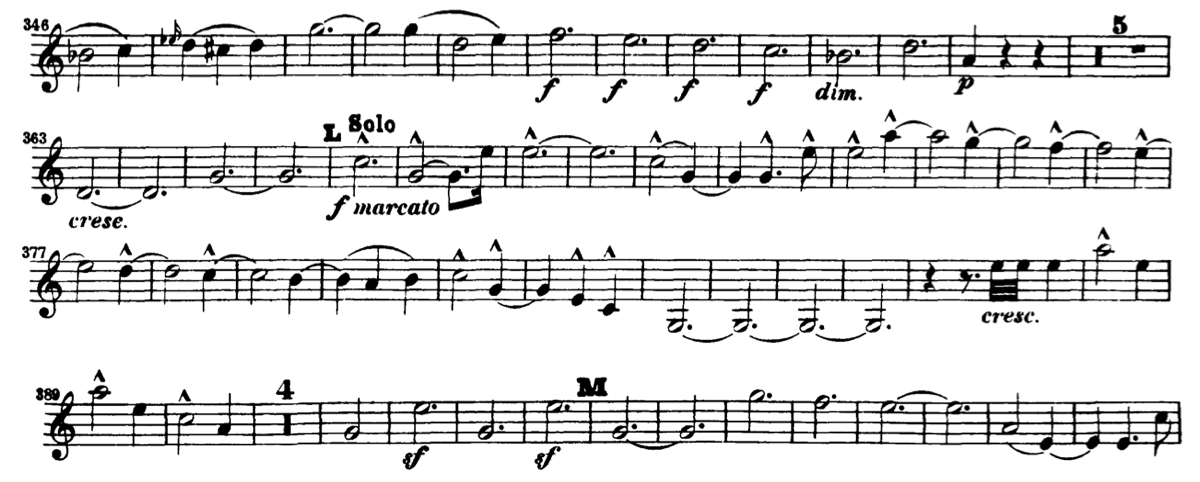 346 5
f f f f dim. p
363 L Solo
cresc. f marcato
377
cresc.
389 4 M
sf sf